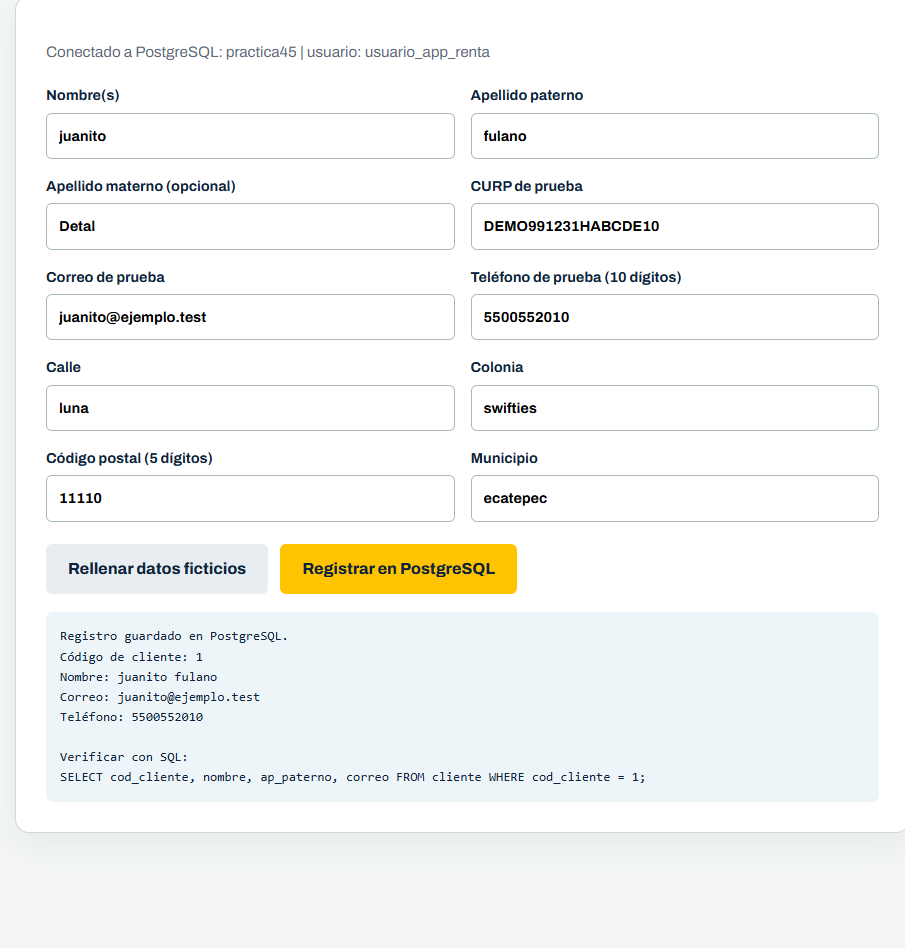 Conectado a PostgreSQL: practica45 | usuario: usuario_app_renta
Nombre(s)
Apellido paterno
juanito
fulano
Apellido materno (opcional)
CURP de prueba
Detal
DEMO991231HABCDE10
Correo de prueba
Teléfono de prueba (10 dígitos)
juanito@ejemplo.test
5500552010
Calle
Colonia
luna
swifties
Código postal (5 dígitos)
Municipio
11110
ecatepec
Rellenar datos ficticios
Registrar en PostgreSQL
Registro guardado en PostgreSQL.
Código de cliente: 1
Nombre: juanito fulano
Correo: juanito@ejemplo.test
Teléfono: 5500552010
Verificar con SQL:
SELECT cod_cliente, nombre, ap_paterno, correo FROM cliente WHERE cod_cliente = 1;